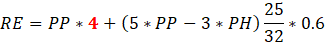 RE = PP * 4 + (5 * PP − 3 * PH) 25/32 * 0.6